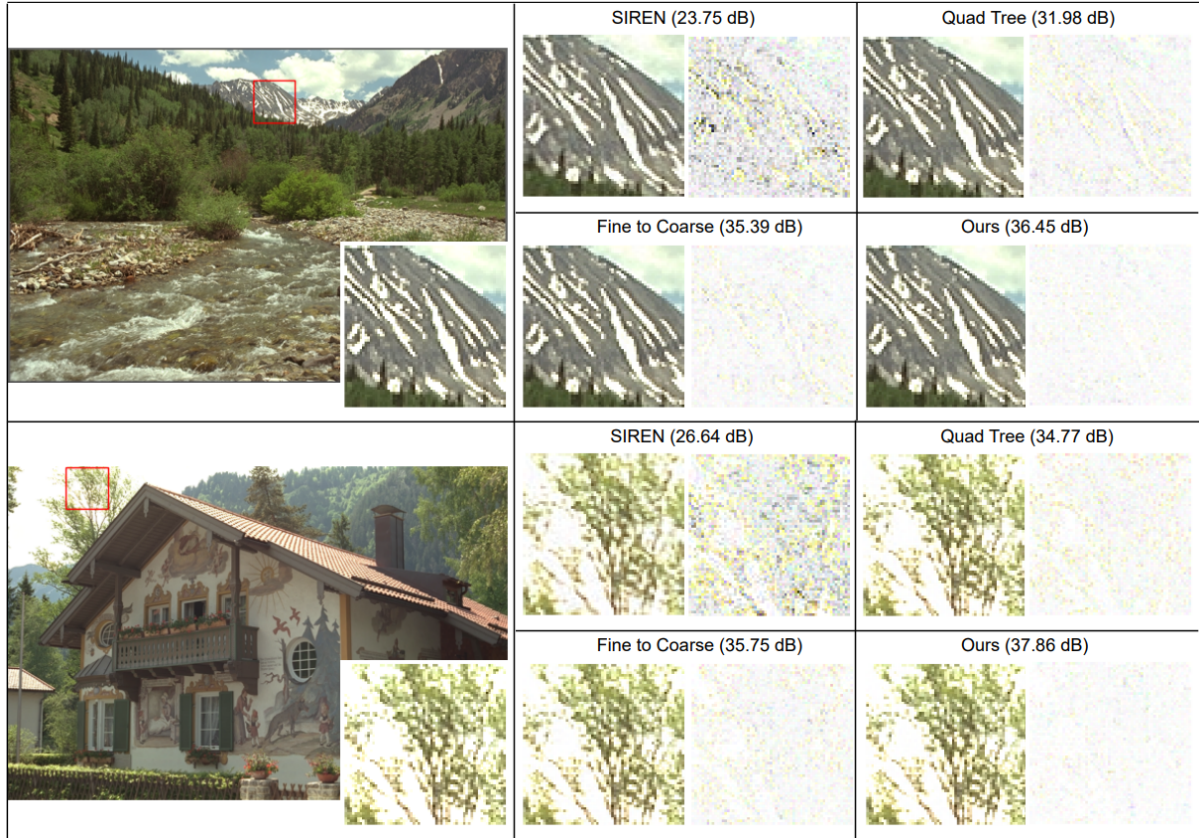 SIREN (23.75 dB)
Quad Tree (31.98 dB)
Fine to Coarse (35.39 dB)
Ours (36.45 dB)
SIREN (26.64 dB)
Quad Tree (34.77 dB)
Fine to Coarse (35.75 dB)
Ours (37.86 dB)